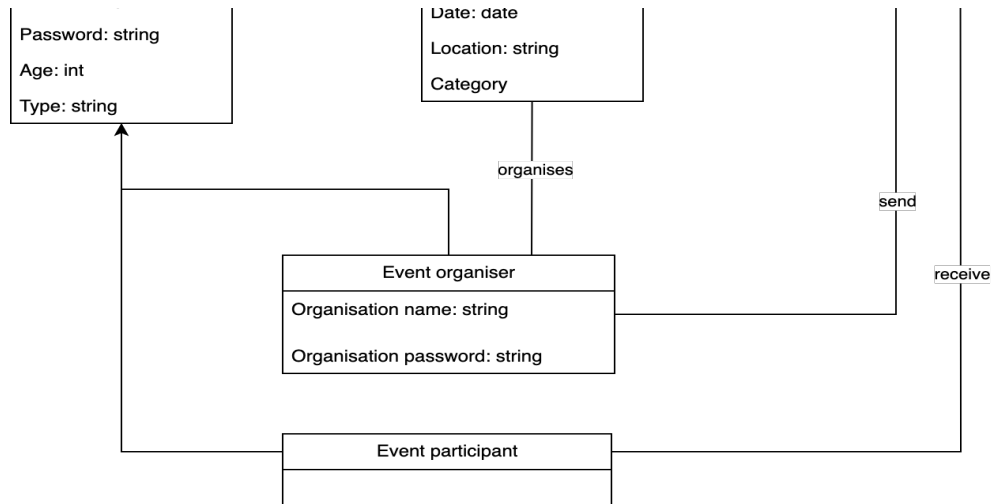 Password: string
Age: int
Type: string
Date: date
Location: string
Category
organises
send
receive
Event organiser
Organisation name: string
Organisation password: string
Event participant